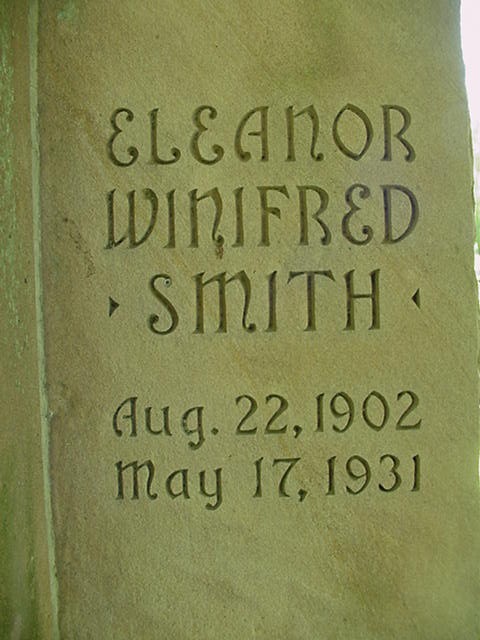 ELEANOR
WINIFRED
SMITH
Aug. 22, 1902
May 17, 1931